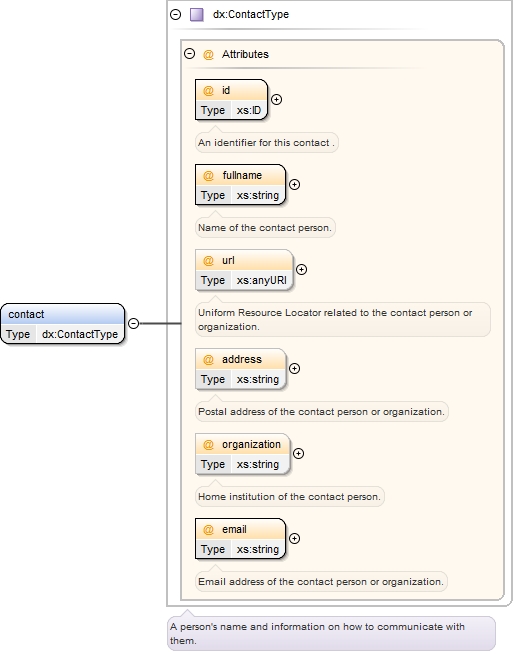 dx:ContactType
@ Attributes
@ id
Type xs:ID
An identifier for this contact .
@ fullname
Type xs:string
Name of the contact person.
@ url
Type xs:anyURI
Uniform Resource Locator related to the contact person or
organization.
contact
Type dx:ContactType
@ address
Type xs:string
Postal address of the contact person or organization.
@ organization
Type xs:string
Home institution of the contact person.
@ email
Type xs:string
Email address of the contact person or organization.
A person's name and information on how to communicate with
them.